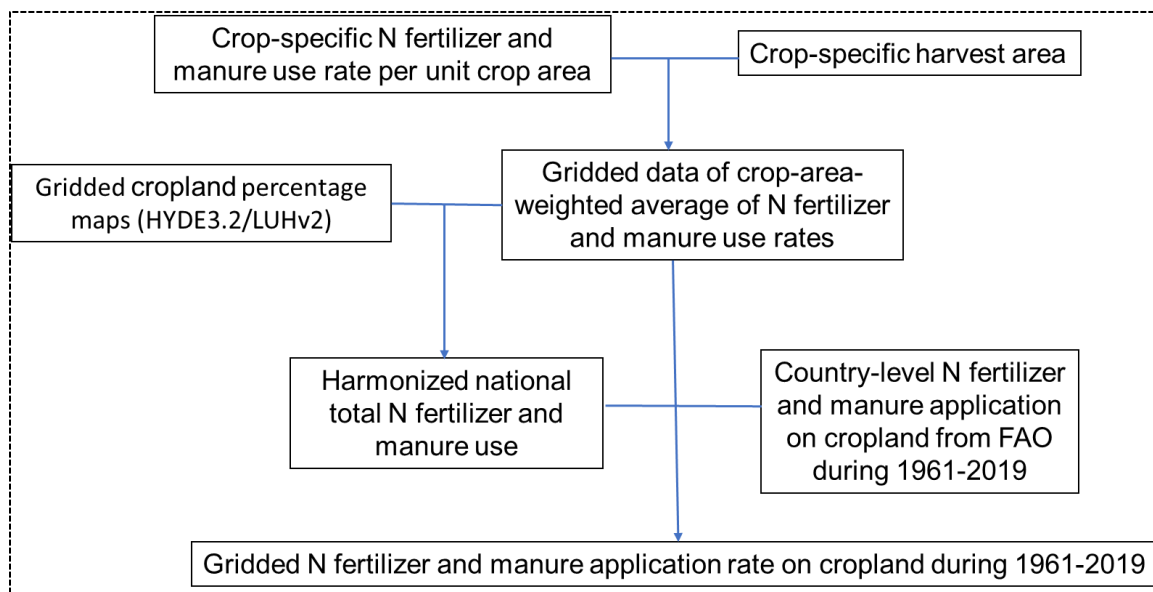 Crop-specific N fertilizer and
manure use rate per unit crop area
Crop-specific harvest area
Gridded cropland percentage
maps (HYDE3.2/LUHv2)
Gridded data of crop-area-
weighted average of N fertilizer
and manure use rates
Harmonized national
total N fertilizer and
manure use
Country-level N fertilizer
and manure application
on cropland from FAO
during 1961-2019
Gridded N fertilizer and manure application rate on cropland during 1961-2019